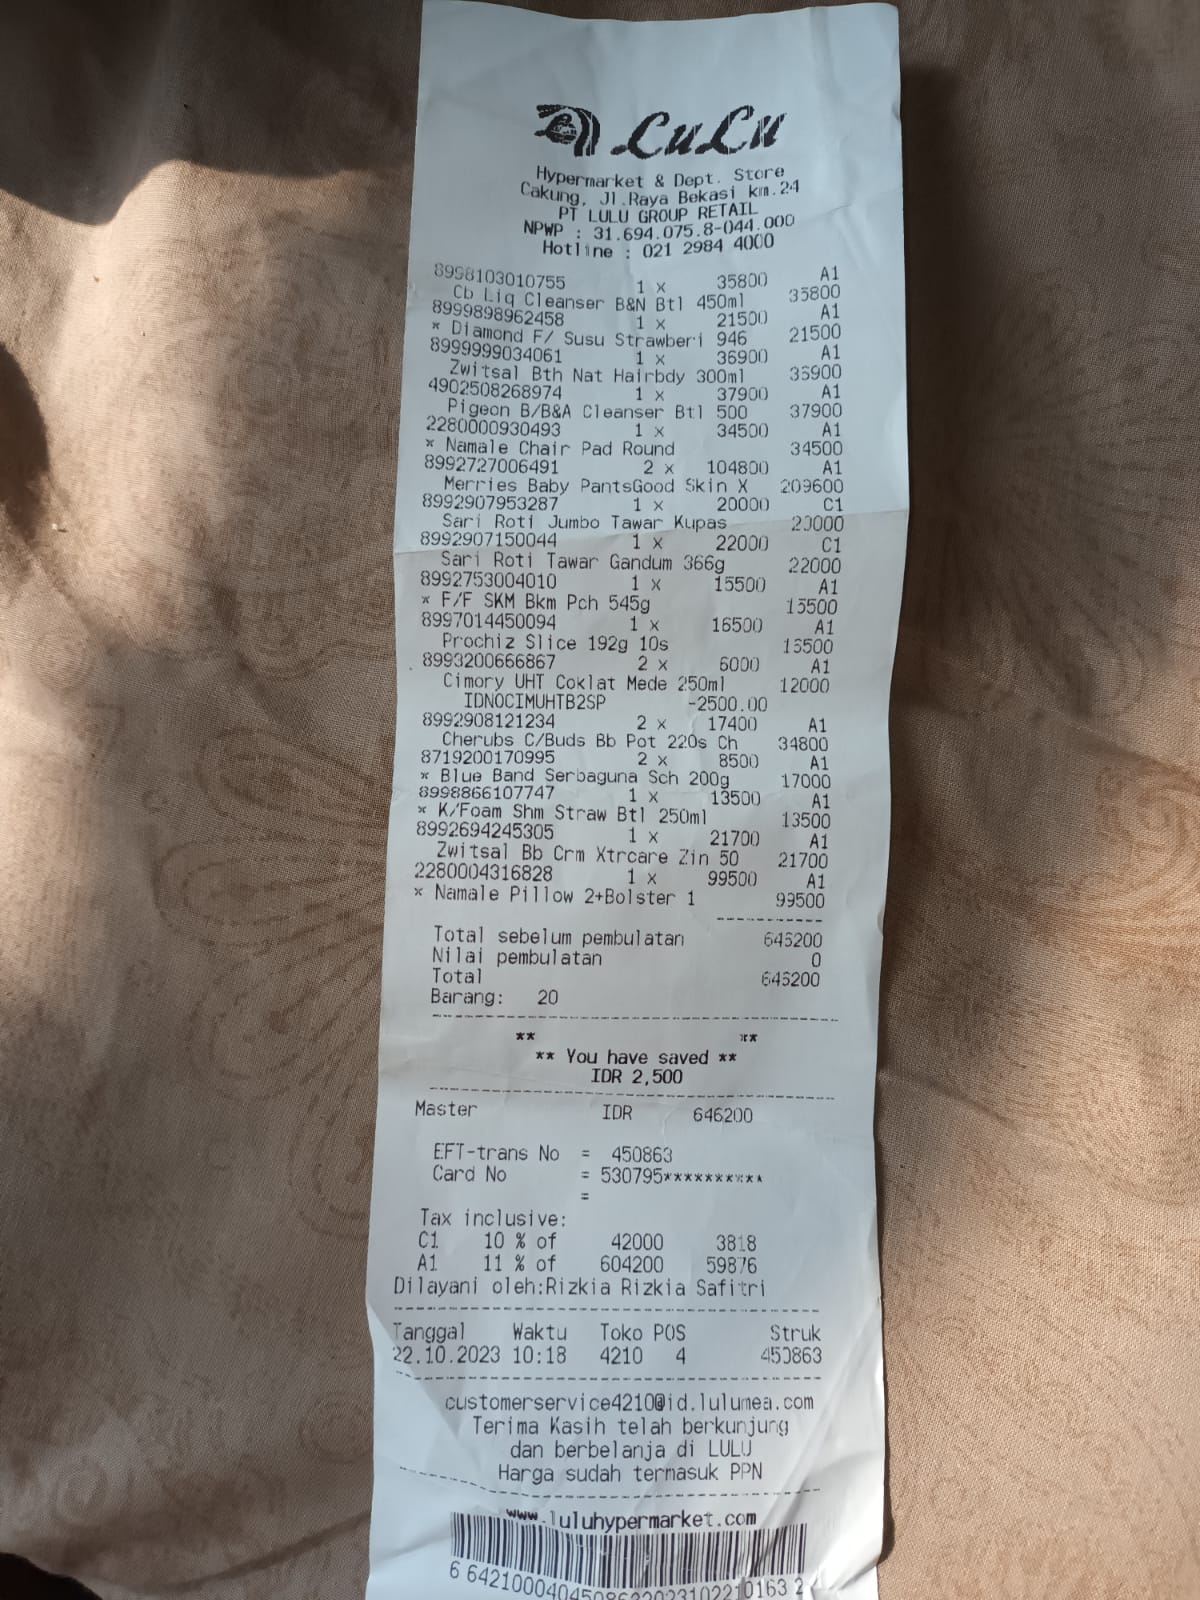 LuLu
Hypermarket & Dept. Store
Cakung, Jl.Raya Bekasi km.24
PT LULU GROUP RETAIL
NPWP : 31.694.075.8-044.000
Hotline : 021 2984 4000
8998103010755 1 x 35800 A1
Cb Liq Cleanser B&N Btl 450ml 35800
8999898962458 1 x 21500 A1
* Diamond F/ Susu Strawberi 946 21500
8999999034061 1 x 36900 A1
Zwitsal Bth Nat Hairbdy 300ml 36900
4902508268974 1 x 37900 A1
Pigeon B/B&A Cleanser Btl 500 37900
2280000930493 1 x 34500 A1
* Namale Chair Pad Round 34500
8992727006491 2 x 104800 A1
Merries Baby PantsGood Skin X 209600
8992907953287 1 x 20000 C1
Sari Roti Jumbo Tawar Kupas 20000
8992907150044 1 x 22000 C1
Sari Roti Tawar Gandum 366g 22000
8992753004010 1 x 15500 A1
* F/F SKM Bkm Pch 545g 15500
8997014450094 1 x 16500 A1
Prochiz Slice 192g 10s 16500
8993200666867 2 x 6000 A1
Cimory UHT Coklat Mede 250ml 12000
IDNOCIMUHTB2SP -2500.00
8992908121234 2 x 17400 A1
Cherubs C/Buds Bb Pot 220s Ch 34800
8719200170995 2 x 8500 A1
* Blue Band Serbaguna Sch 200g 17000
8998866107747 1 x 13500 A1
* K/Foam Shm Straw Btl 250ml 13500
8992694245305 1 x 21700 A1
Zwitsal Bb Crm Xtrcare Zin 50 21700
2280004316828 1 x 99500 A1
* Namale Pillow 2+Bolster 1 99500
Total sebelum pembulatan 646200
Nilai pembulatan 0
Total 646200
Barang: 20
** **
** You have saved **
IDR 2,500
Master IDR 646200
EFT-trans No = 450863
Card No = 530795**********
=
Tax inclusive:
C1 10 % of 42000 3818
A1 11 % of 604200 59876
Dilayani oleh:Rizkia Rizkia Safitri
Tanggal Waktu Toko POS Struk
22.10.2023 10:18 4210 4 450863
customerservice4210@id.lulumea.com
Terima Kasih telah berkunjung
dan berbelanja di LULU
Harga sudah termasuk PPN
www.luluhypermarket.com